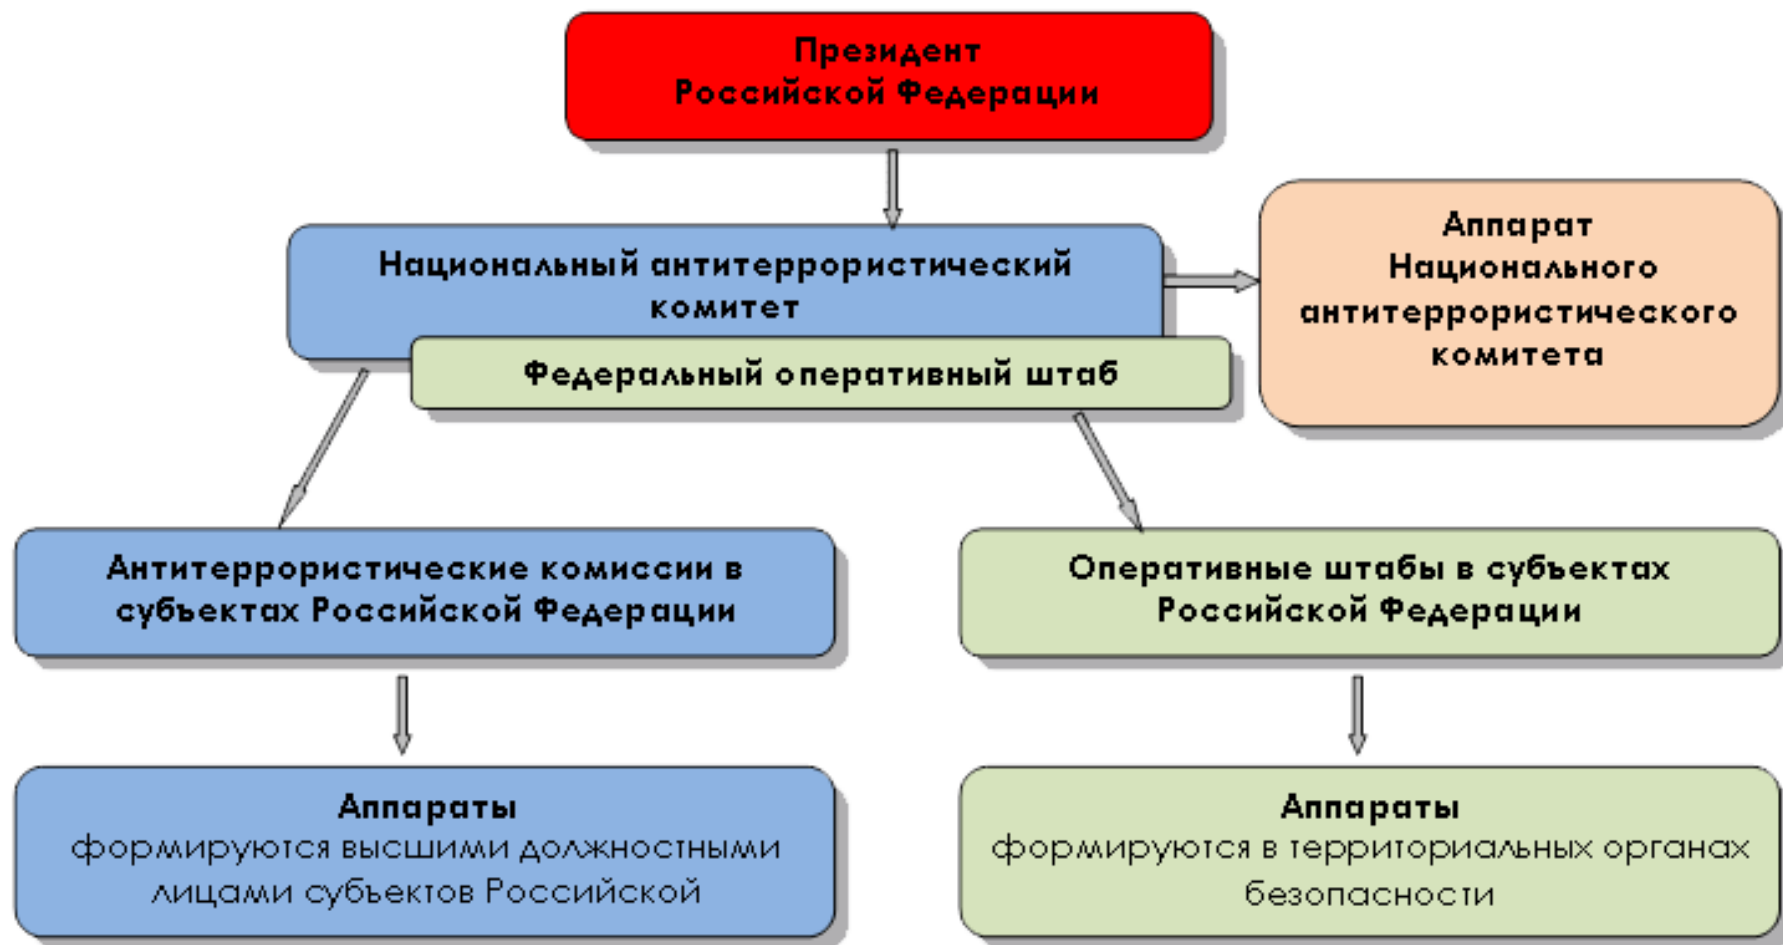 Президент
Российской Федерации
Национальный антитеррористический
комитет
Аппарат
Национального
антитеррористического
комитета
Федеральный оперативный штаб
Антитеррористические комиссии в
субъектах Российской Федерации
Оперативные штабы в субъектах
Российской Федерации
Аппараты
формируются высшими должностными
лицами субъектов Российской
Аппараты
формируются в территориальных органах
безопасности